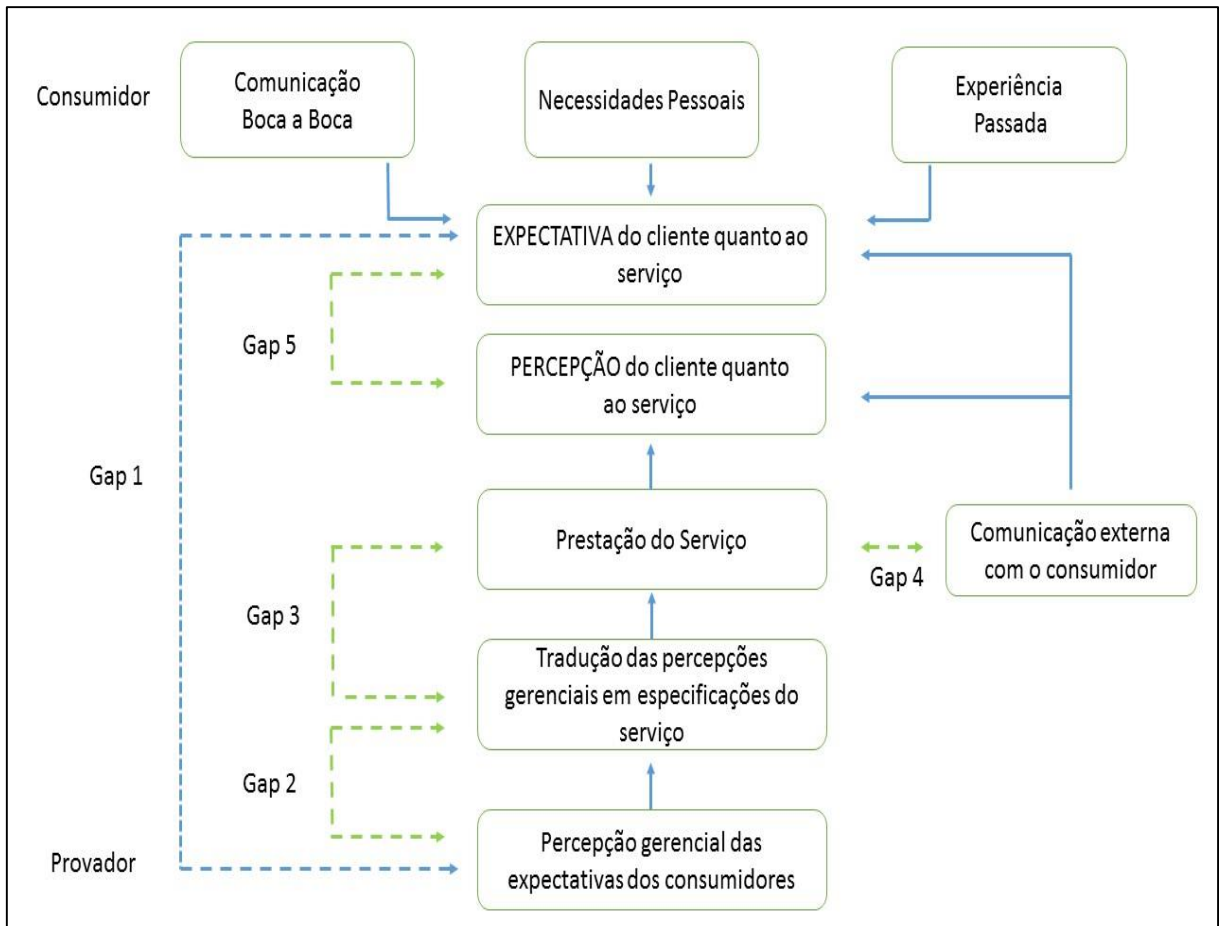 Consumidor
Comunicação
Boca a Boca
Necessidades Pessoais
Experiência
Passada
EXPECTATIVA do cliente quanto ao
serviço
Gap 5
PERCEPÇÃO do cliente quanto
ao serviço
Gap 1
Prestação do Serviço
Comunicação externa
com o consumidor
Gap 4
Gap 3
Tradução das percepções
gerenciais em especificações do
serviço
Gap 2
Provador
Percepção gerencial das
expectativas dos consumidores